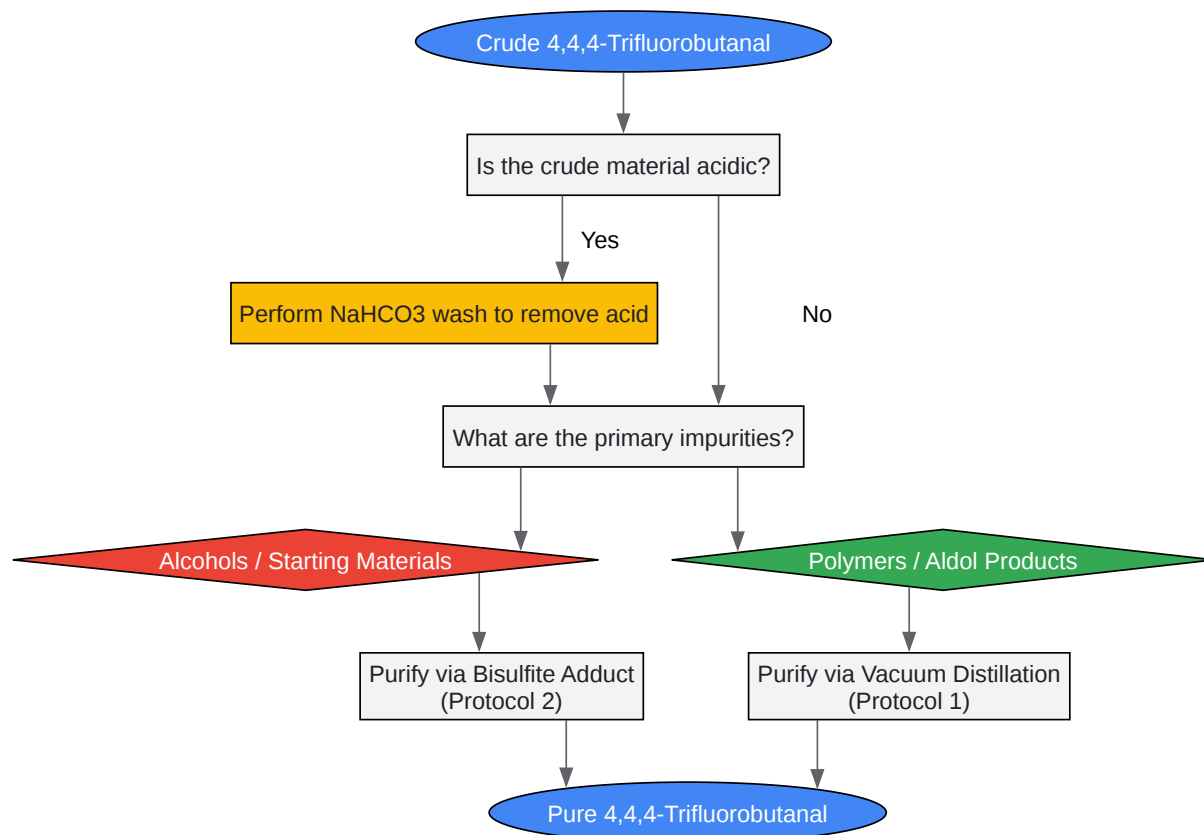 Crude 4,4,4-Trifluorobutanal
Is the crude material acidic?
Yes
Perform NaHCO3 wash to remove acid
No
What are the primary impurities?
Alcohols / Starting Materials
Polymers / Aldol Products
Purify via Bisulfite Adduct
(Protocol 2)
Purify via Vacuum Distillation
(Protocol 1)
Pure 4,4,4-Trifluorobutanal